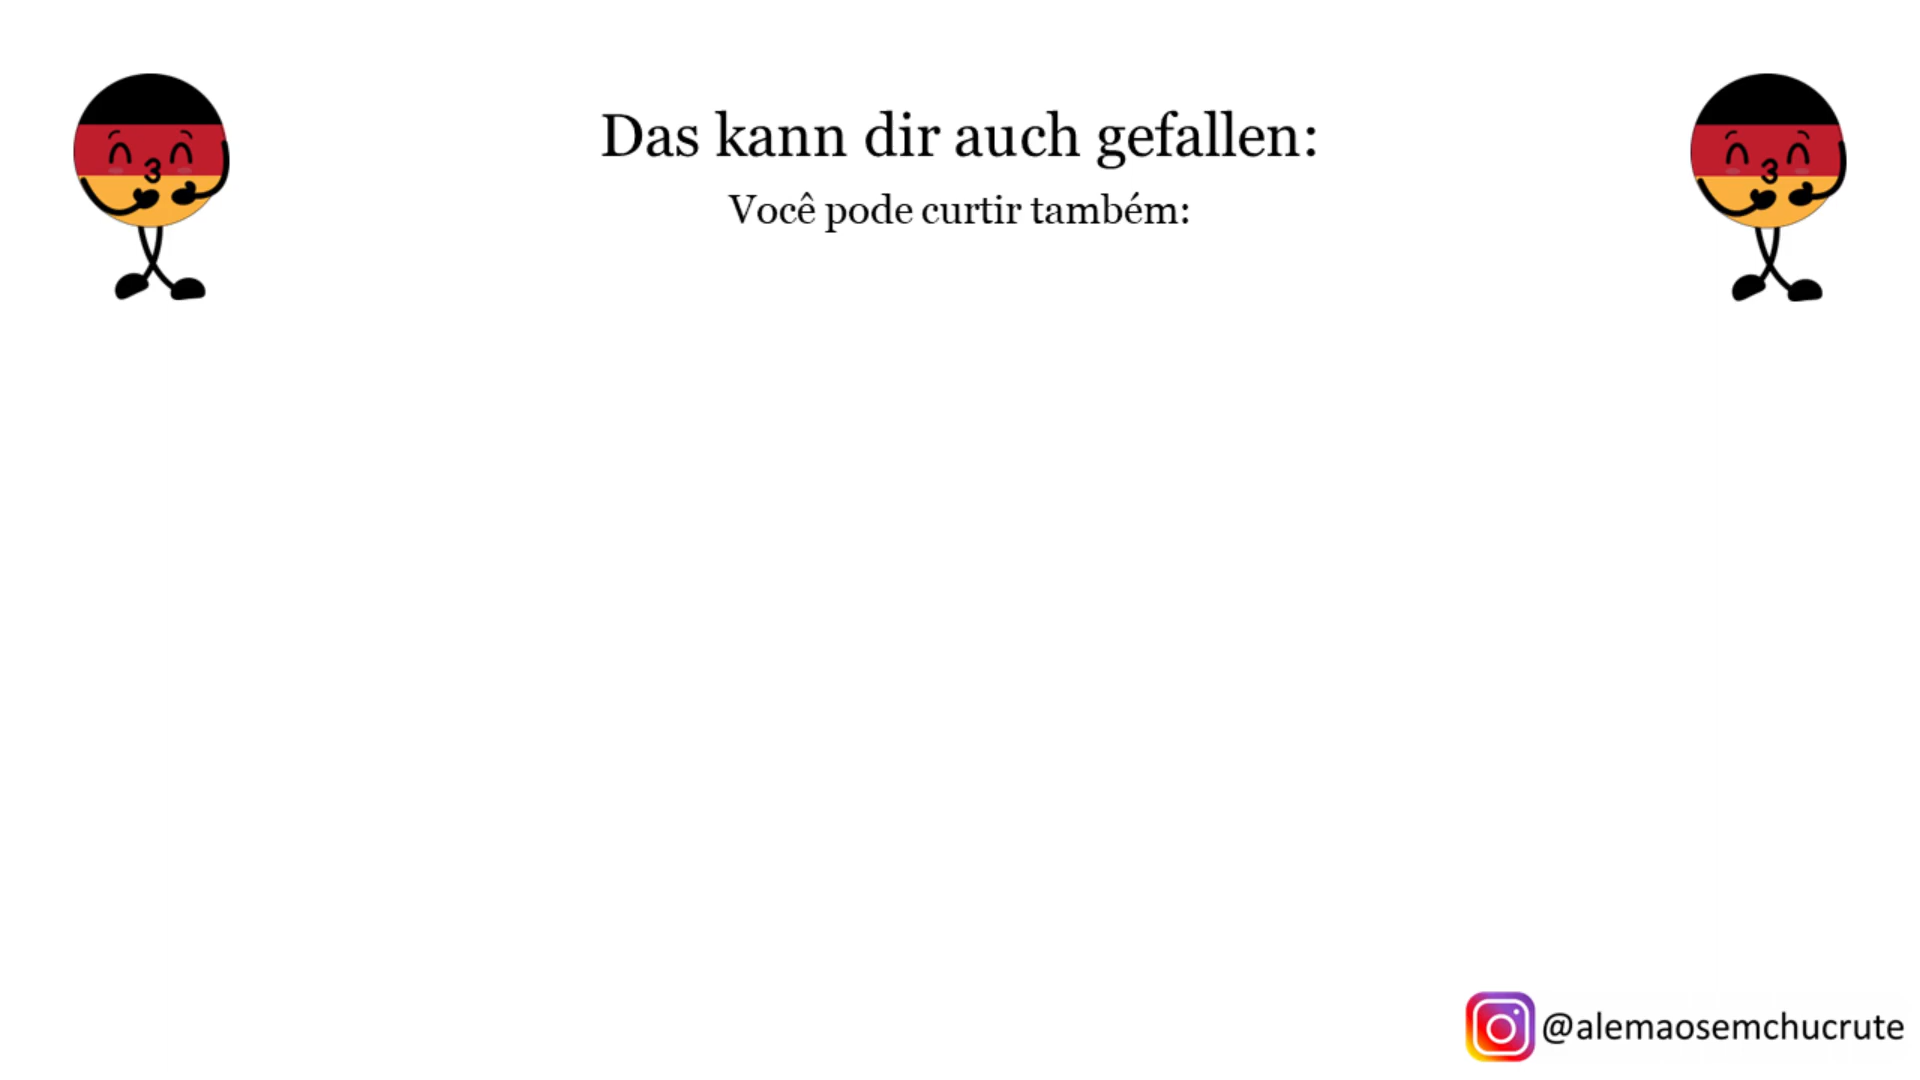 Das kann dir auch gefallen:
Você pode curtir também:
@alemaosemchucrute